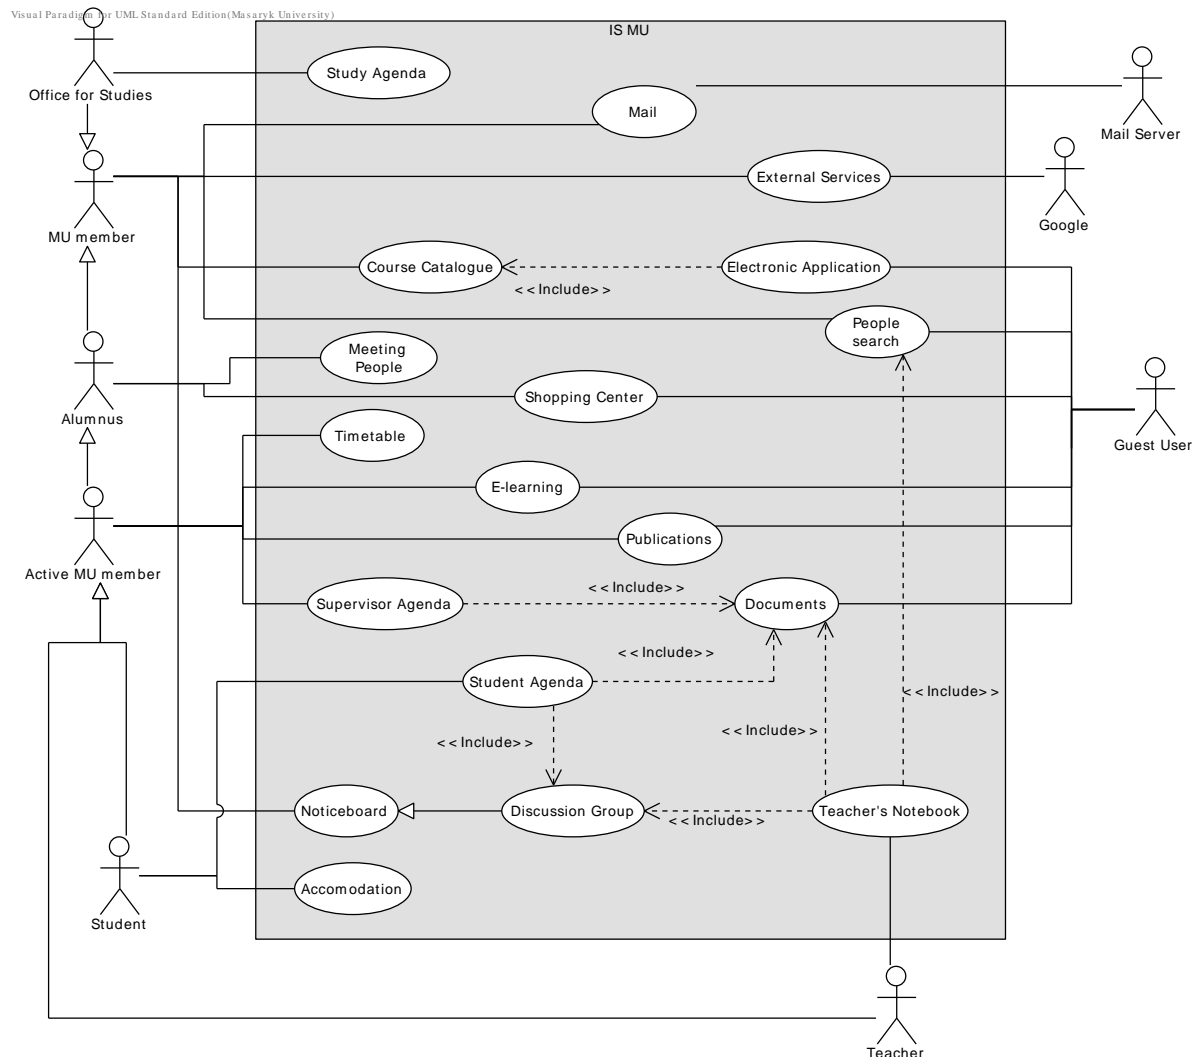 Visual Paradigm for UML Standard Edition(Masaryk University)
IS MU
Office for Studies
Study Agenda
Mail
Mail Server
MU member
External Services
Google
Course Catalogue
<<Include>>
Electronic Application
People
search
Meeting
People
Alumnus
Shopping Center
Guest User
Timetable
E-learning
Publications
Active MU member
Supervisor Agenda
<<Include>>
Documents
<<Include>>
Student Agenda
<<Include>>
<<Include>>
<<Include>>
Noticeboard
Discussion Group
<<Include>>
Teacher's Notebook
Accomodation
Student
Teacher